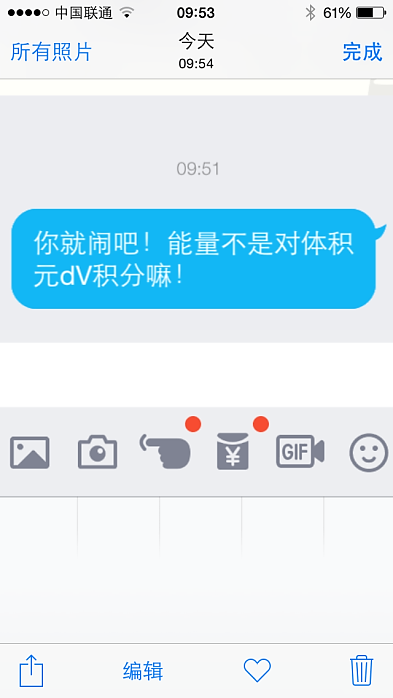 中国联通 09:53 61%
所有照片 今天 完成
09:54
09:51
你就闹吧！能量不是对体积
元dV积分嘛！
¥ GIF
编辑